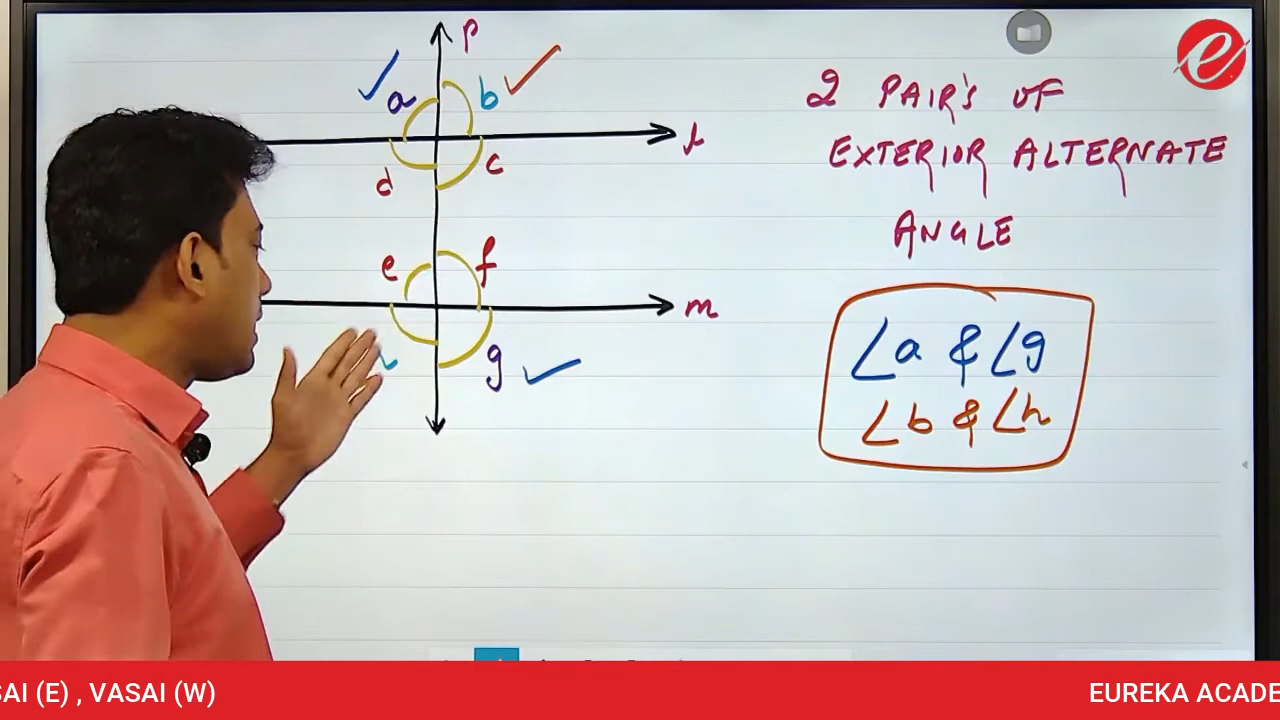 p
a b
l
d c
e f
m
g
2 PAIR'S OF
EXTERIOR ALTERNATE
ANGLE
∠a & ∠g
∠b & ∠h
e
SAI (E) , VASAI (W)
EUREKA ACADE